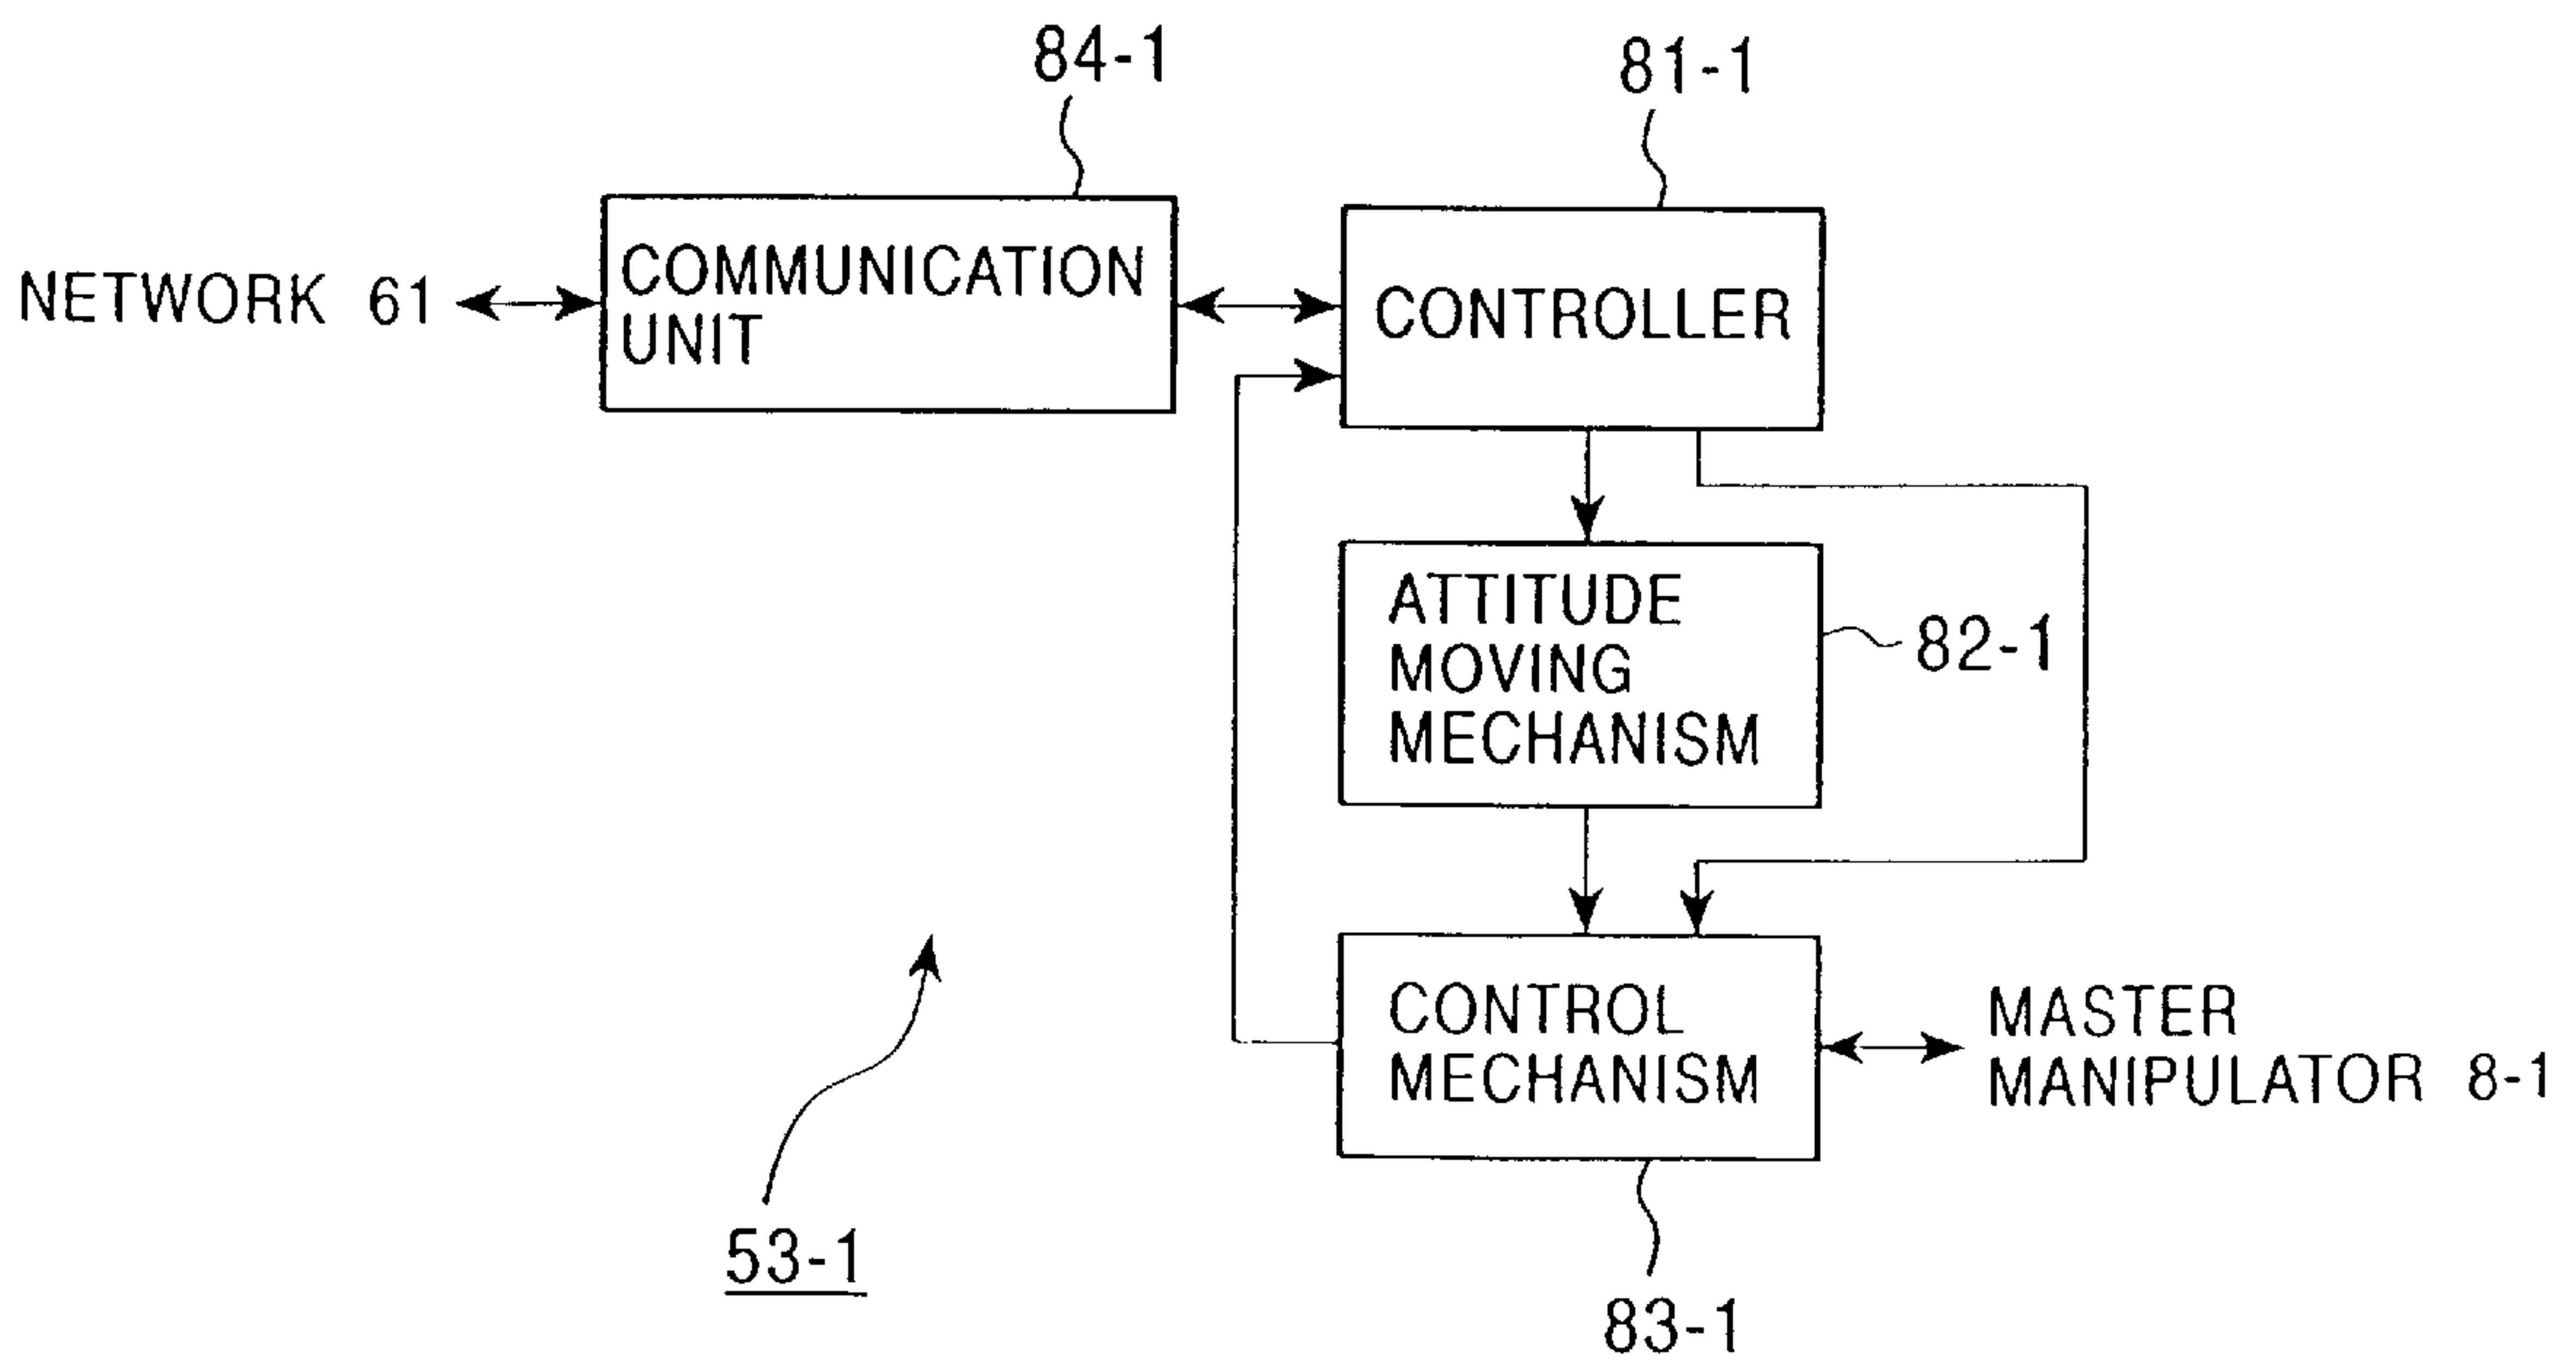 84-1
81-1
NETWORK 61
COMMUNICATION
UNIT
CONTROLLER
ATTITUDE
MOVING
MECHANISM
82-1
CONTROL
MECHANISM
MASTER
MANIPULATOR 8-1
53-1
83-1